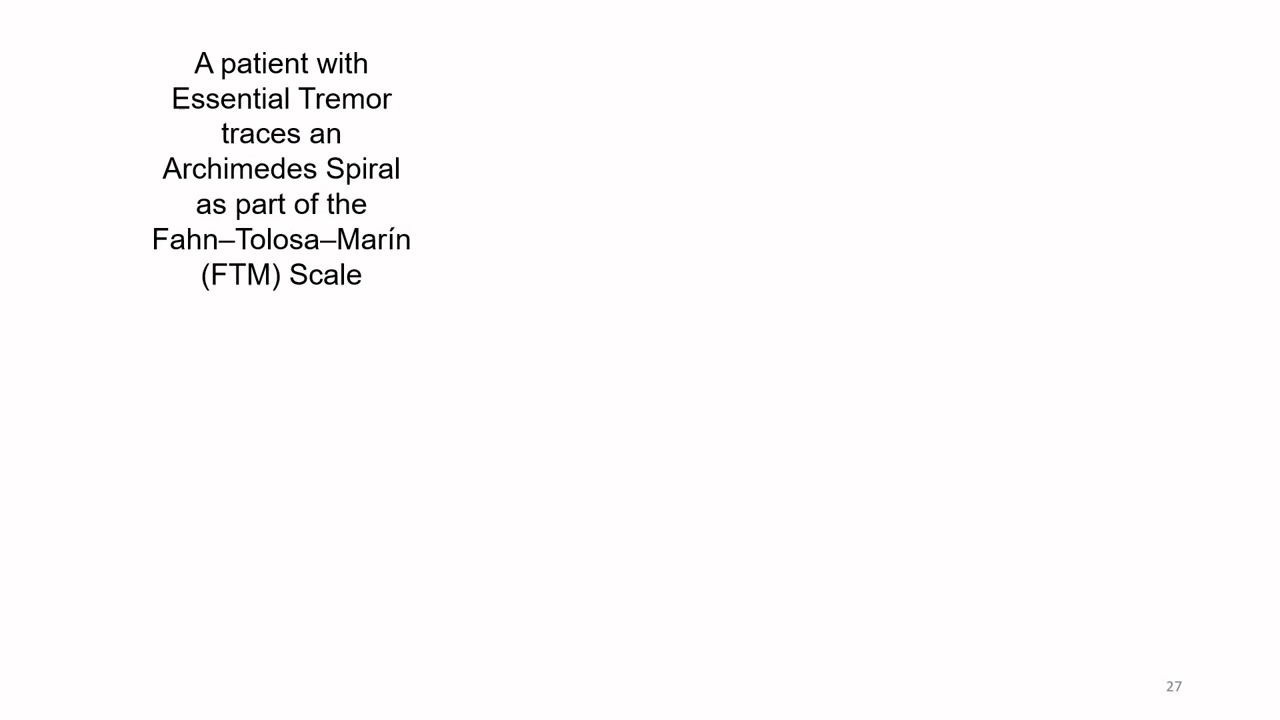 A patient with
Essential Tremor
traces an
Archimedes Spiral
as part of the
Fahn–Tolosa–Marín
(FTM) Scale
27